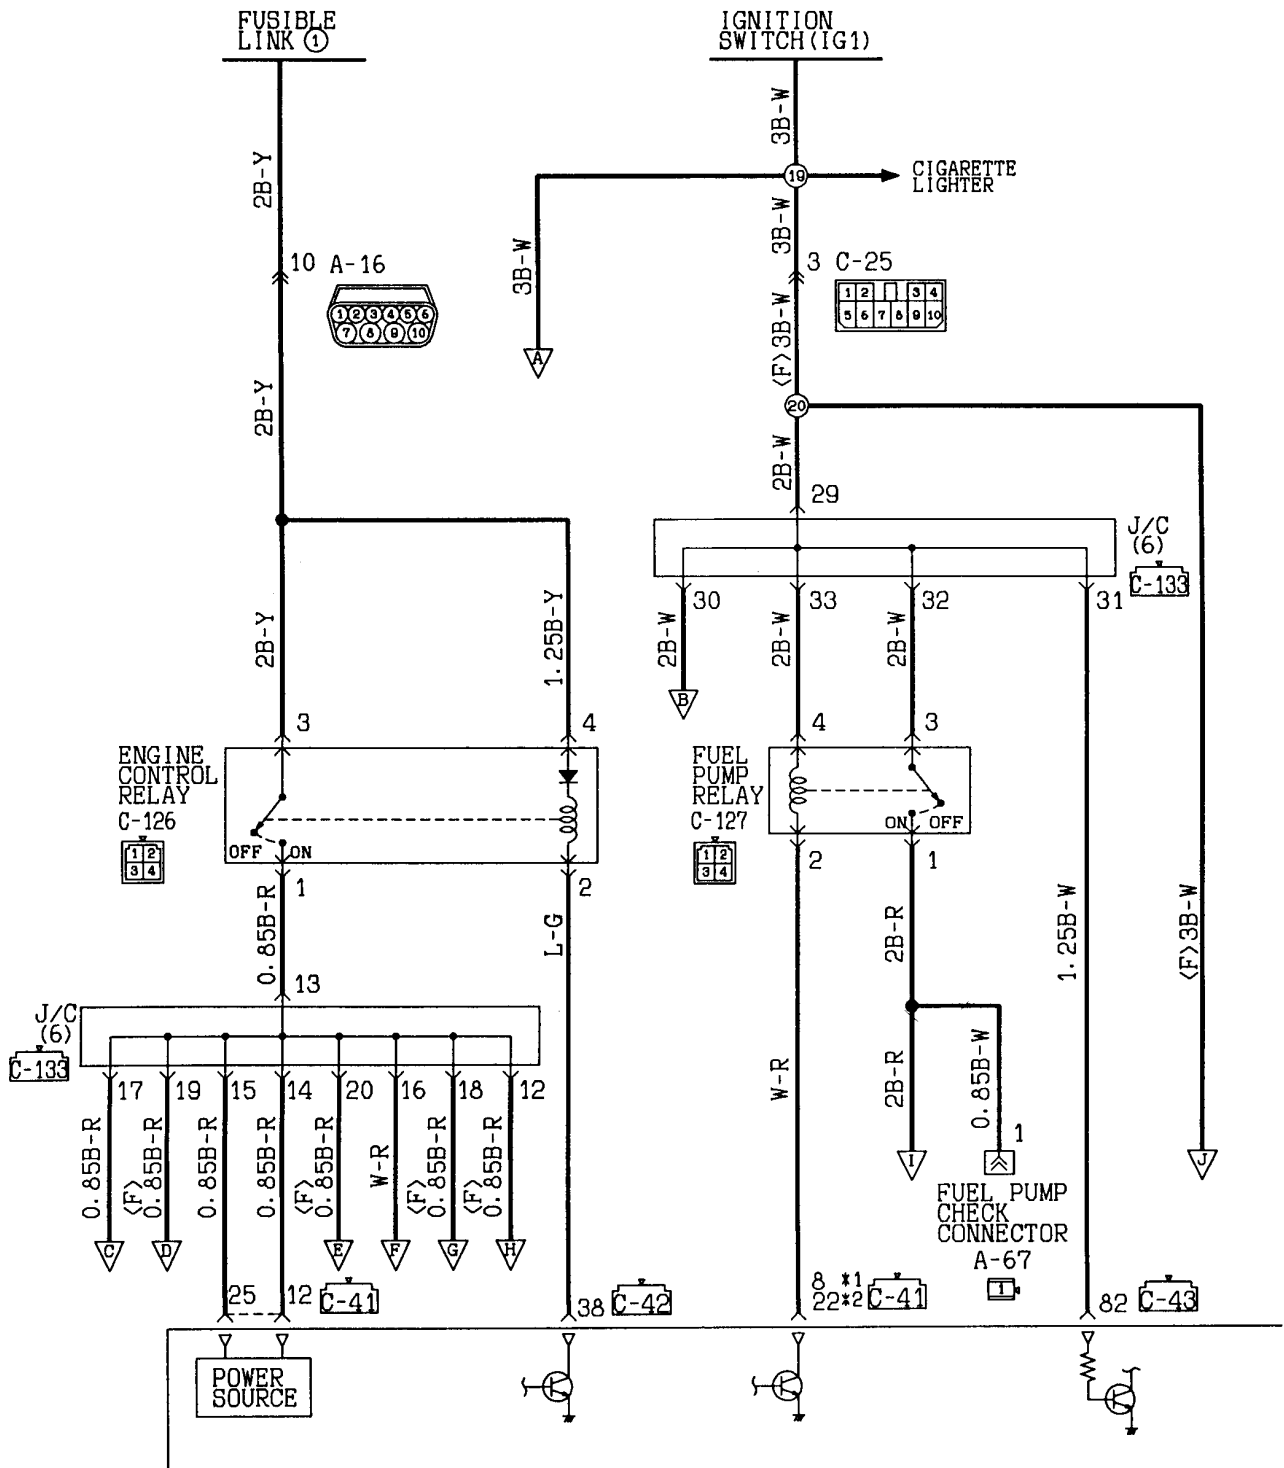 FUSIBLE
LINK ①
IGNITION
SWITCH(IG1)
3B-W
2B-Y
19
CIGARETTE
LIGHTER
3B-W
3B-W
10 A-16
3 C-25
1 2 3 4 5 6
7 8 9 10
1 2 3 4
5 6 7 8 9 10
<F>3B-W
A
2B-Y
20
2B-W
29
J/C
(6)
C-133
30 33 32 31
2B-Y
1.25B-Y
2B-W
2B-W
2B-W
B
3 4 4 3
ENGINE
CONTROL
RELAY
C-126
1 2
3 4
OFF ON
FUEL
PUMP
RELAY
C-127
1 2
3 4
ON OFF
1 2 2 1
0.85B-R
L-G
2B-R
1.25B-W
<F>3B-W
13
J/C
(6)
C-133
17 19 15 14 20 16 18 12
0.85B-R
<F>
0.85B-R
0.85B-R
0.85B-R
<F>
0.85B-R
W-R
<F>
0.85B-R
<F>
0.85B-R
W-R
2B-R
0.85B-W
1
C D E F G H
I J
FUEL PUMP
CHECK
CONNECTOR
A-67
1
25 12 C-41
38 C-42
8 *1
22*2 C-41
82 C-43
POWER
SOURCE